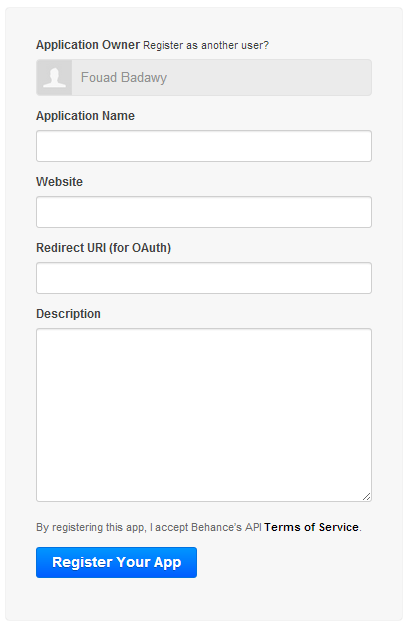 Application Owner Register as another user?
Fouad Badawy
Application Name
Website
Redirect URI (for OAuth)
Description
By registering this app, I accept Behance's API Terms of Service.
Register Your App